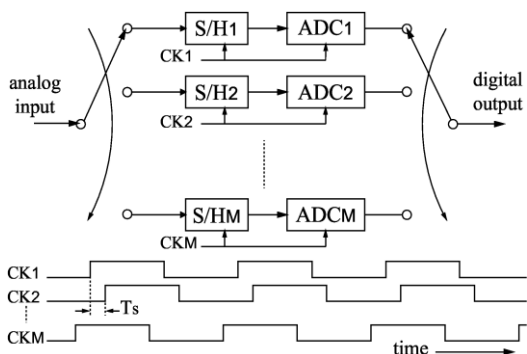 S/H1
ADC1
CK1
analog
input
S/H2
ADC2
CK2
digital
output
S/HM
ADCM
CKM
CK1
CK2
Ts
CKM
time